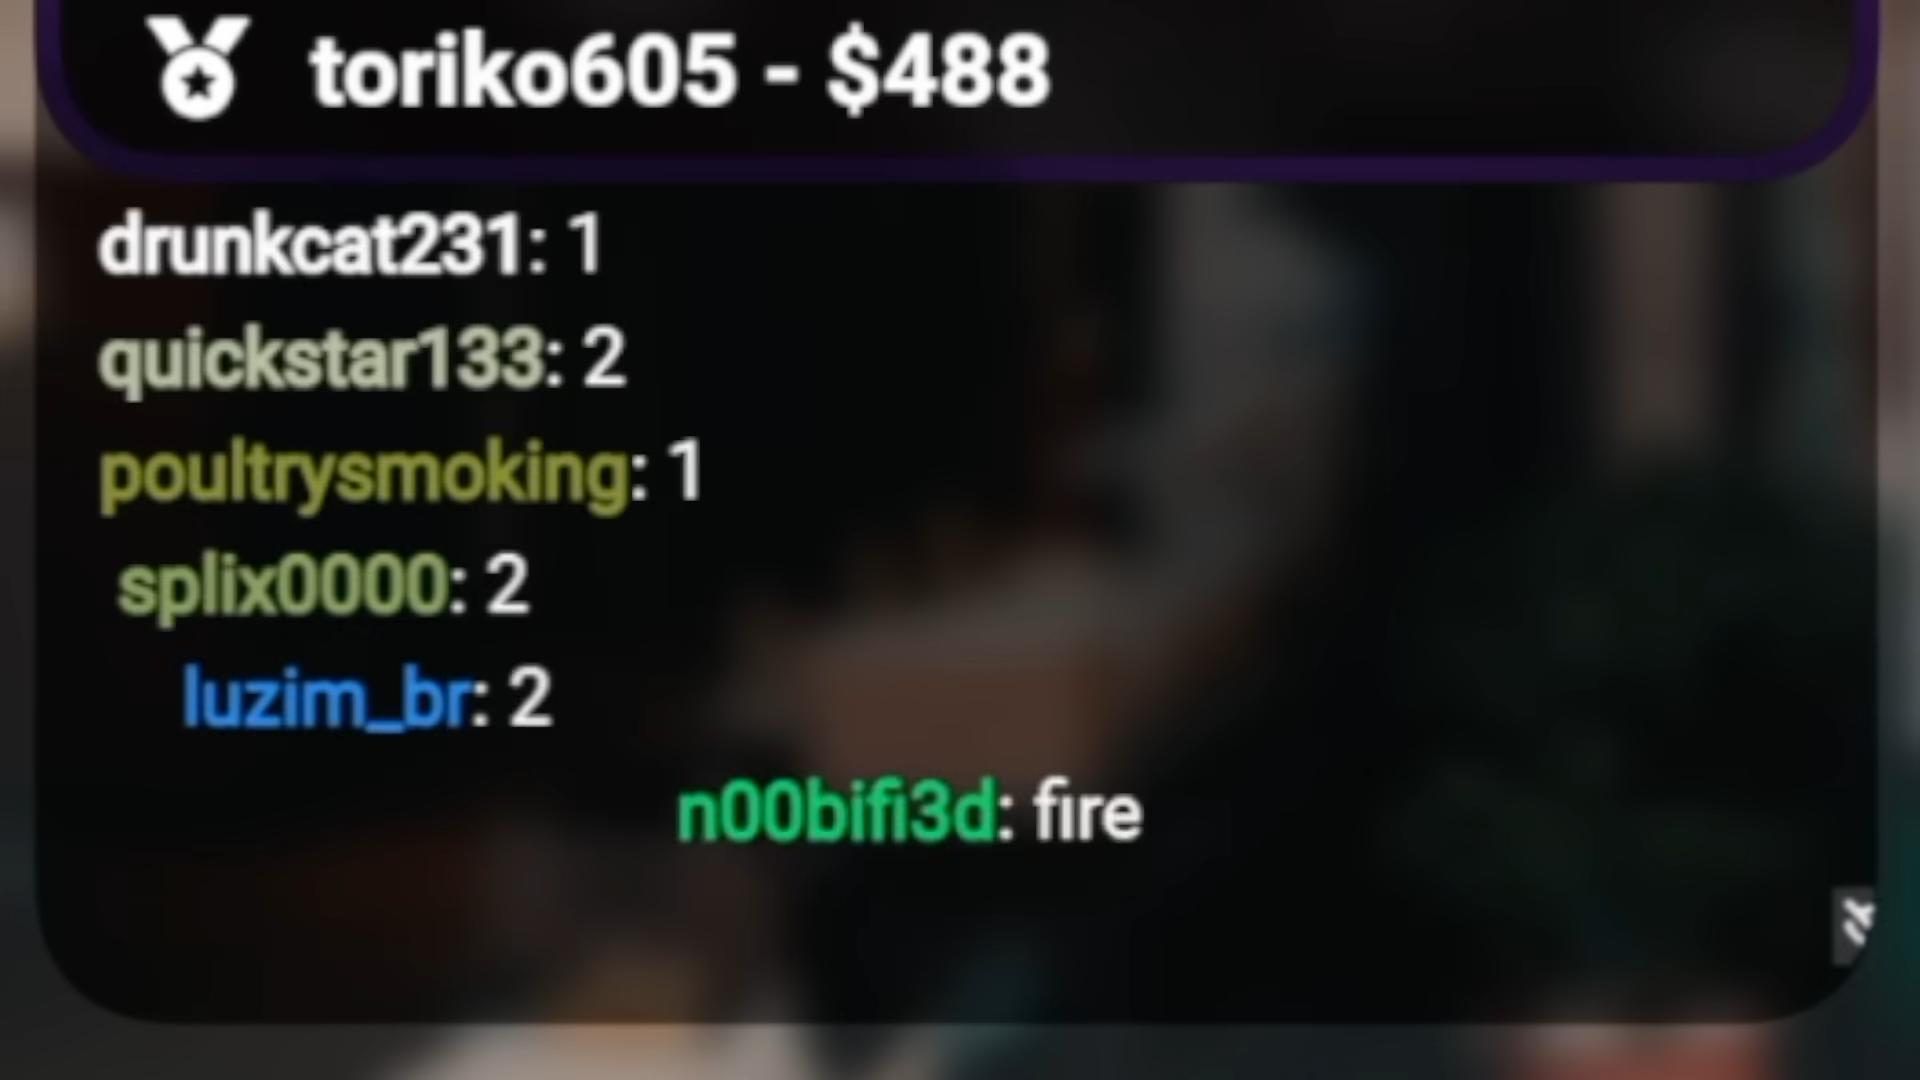 toriko605 - $488
drunkcat231: 1
quickstar133: 2
poultrysmoking: 1
splix0000: 2
luzim_br: 2
n00bifi3d: fire